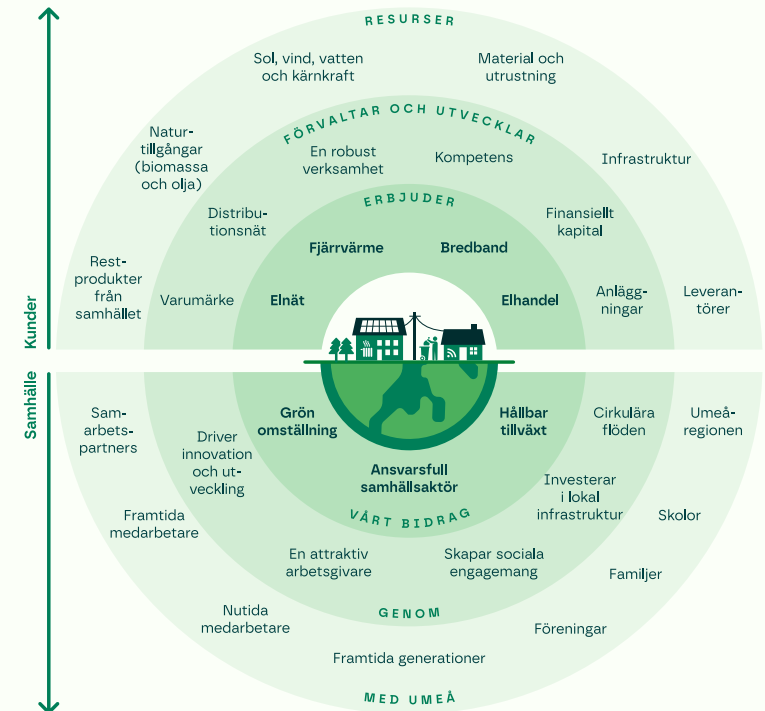 RESURSER
Sol, vind, vatten
och kärnkraft
Material och
utrustning
Natur-
tillgångar
(biomassa
och olja)
Infrastruktur
Rest-
produkter
från
samhället
Leveran-
törer
FÖRVALTAR OCH UTVECKLAR
En robust
verksamhet
Kompetens
Distribu-
tionsnät
Finansiellt
kapital
Varumärke
Anlägg-
ningar
ERBJUDER
Fjärrvärme
Bredband
Elnät
Elhandel
Kunder
Samhälle
Grön
omställning
Hållbar
tillväxt
Ansvarsfull
samhällsaktör
VÅRT BIDRAG
Driver
innovation
och ut-
veckling
Cirkulära
flöden
Investerar
i lokal
infrastruktur
En attraktiv
arbetsgivare
Skapar sociala
engagemang
GENOM
Sam-
arbets-
partners
Umeå-
regionen
Framtida
medarbetare
Skolor
Familjer
Nutida
medarbetare
Föreningar
Framtida generationer
MED UMEÅ